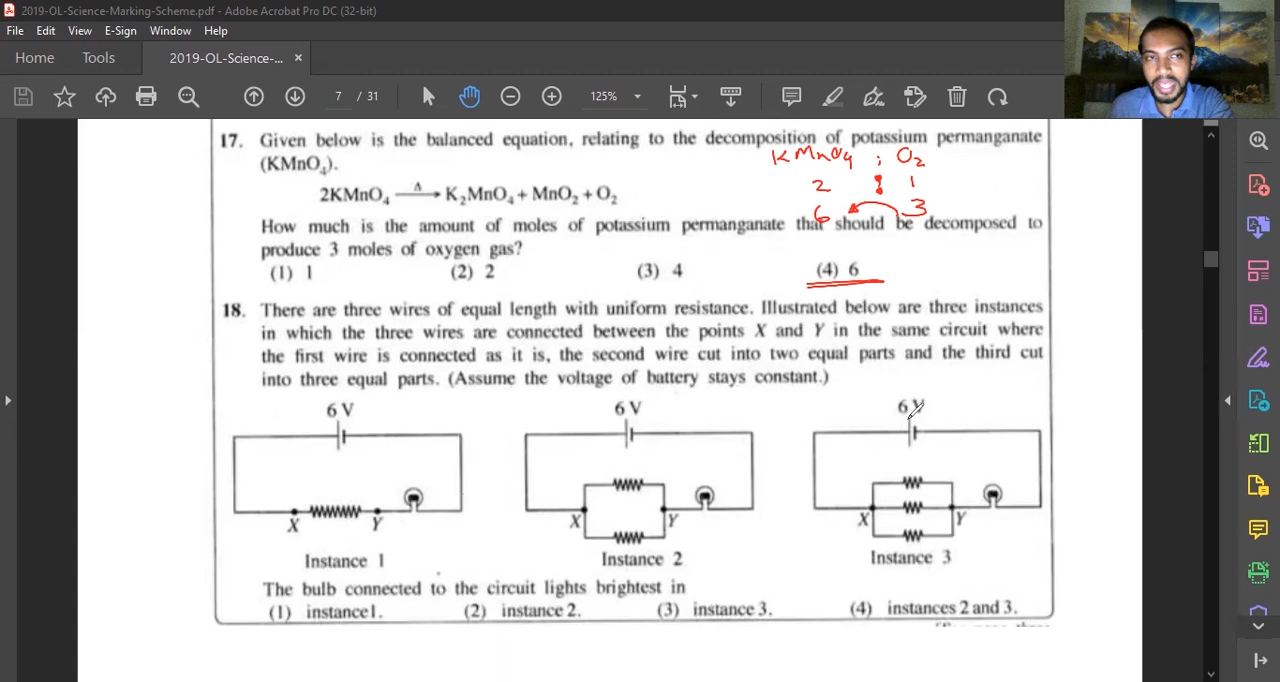 2019-OL-Science-Marking-Scheme.pdf - Adobe Acrobat Pro DC (32-bit)
File Edit View E-Sign Window Help
Home Tools 2019-OL-Science-... ×
7 / 31 125%
17. Given below is the balanced equation, relating to the decomposition of potassium permanganate
(KMnO₄).
KMnO₄ : O₂
2 : 1
6 3
2KMnO₄ —Δ→ K₂MnO₄ + MnO₂ + O₂
How much is the amount of moles of potassium permanganate that should be decomposed to
produce 3 moles of oxygen gas?
(1) 1 (2) 2 (3) 4 (4) 6
18. There are three wires of equal length with uniform resistance. Illustrated below are three instances
in which the three wires are connected between the points X and Y in the same circuit where
the first wire is connected as it is, the second wire cut into two equal parts and the third cut
into three equal parts. (Assume the voltage of battery stays constant.)
6 V 6 V 6 V
X Y X Y X Y
Instance 1 Instance 2 Instance 3
The bulb connected to the circuit lights brightest in
(1) instance1. (2) instance 2. (3) instance 3. (4) instances 2 and 3.